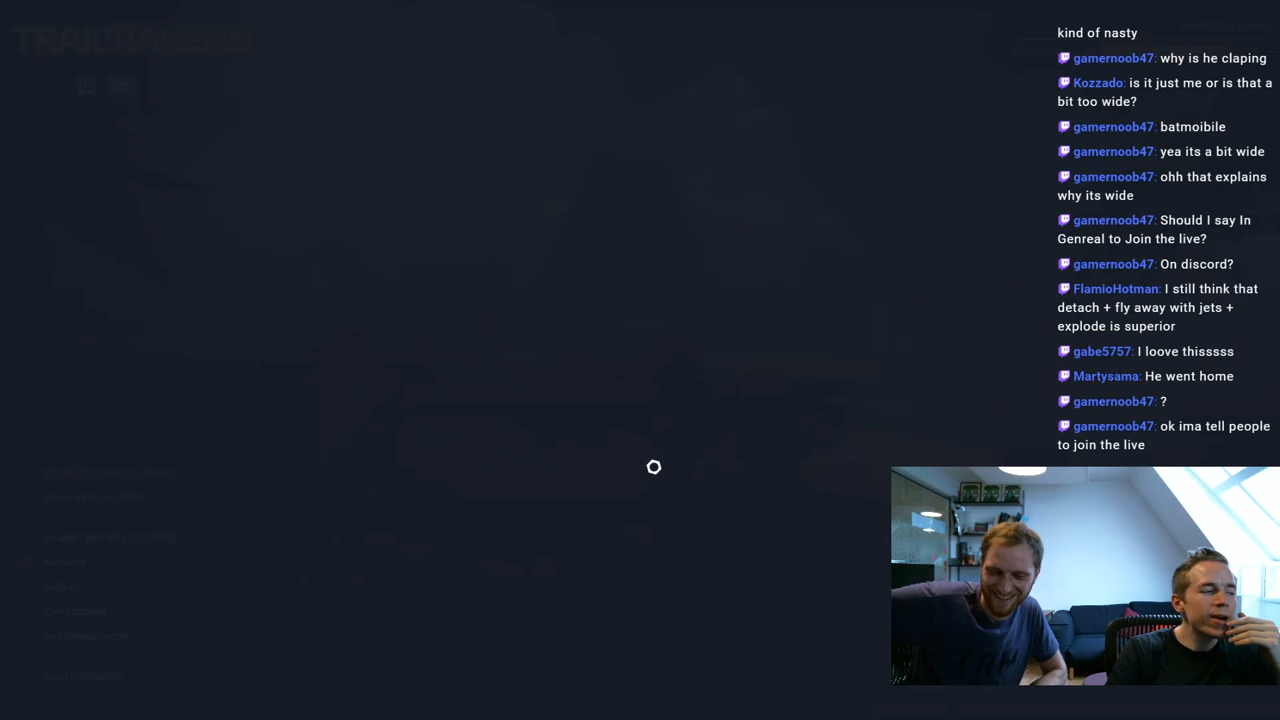 TRAILMAKERS
kind of nasty
gamernoob47: why is he claping
Kozzado: is it just me or is that a
bit too wide?
gamernoob47: batmoibile
gamernoob47: yea its a bit wide
gamernoob47: ohh that explains
why its wide
gamernoob47: Should I say In
Genreal to Join the live?
gamernoob47: On discord?
FlamioHotman: I still think that
detach + fly away with jets +
explode is superior
gabe5757: I loove thisssss
Martysama: He went home
gamernoob47: ?
gamernoob47: ok ima tell people
to join the live
OPTIONS